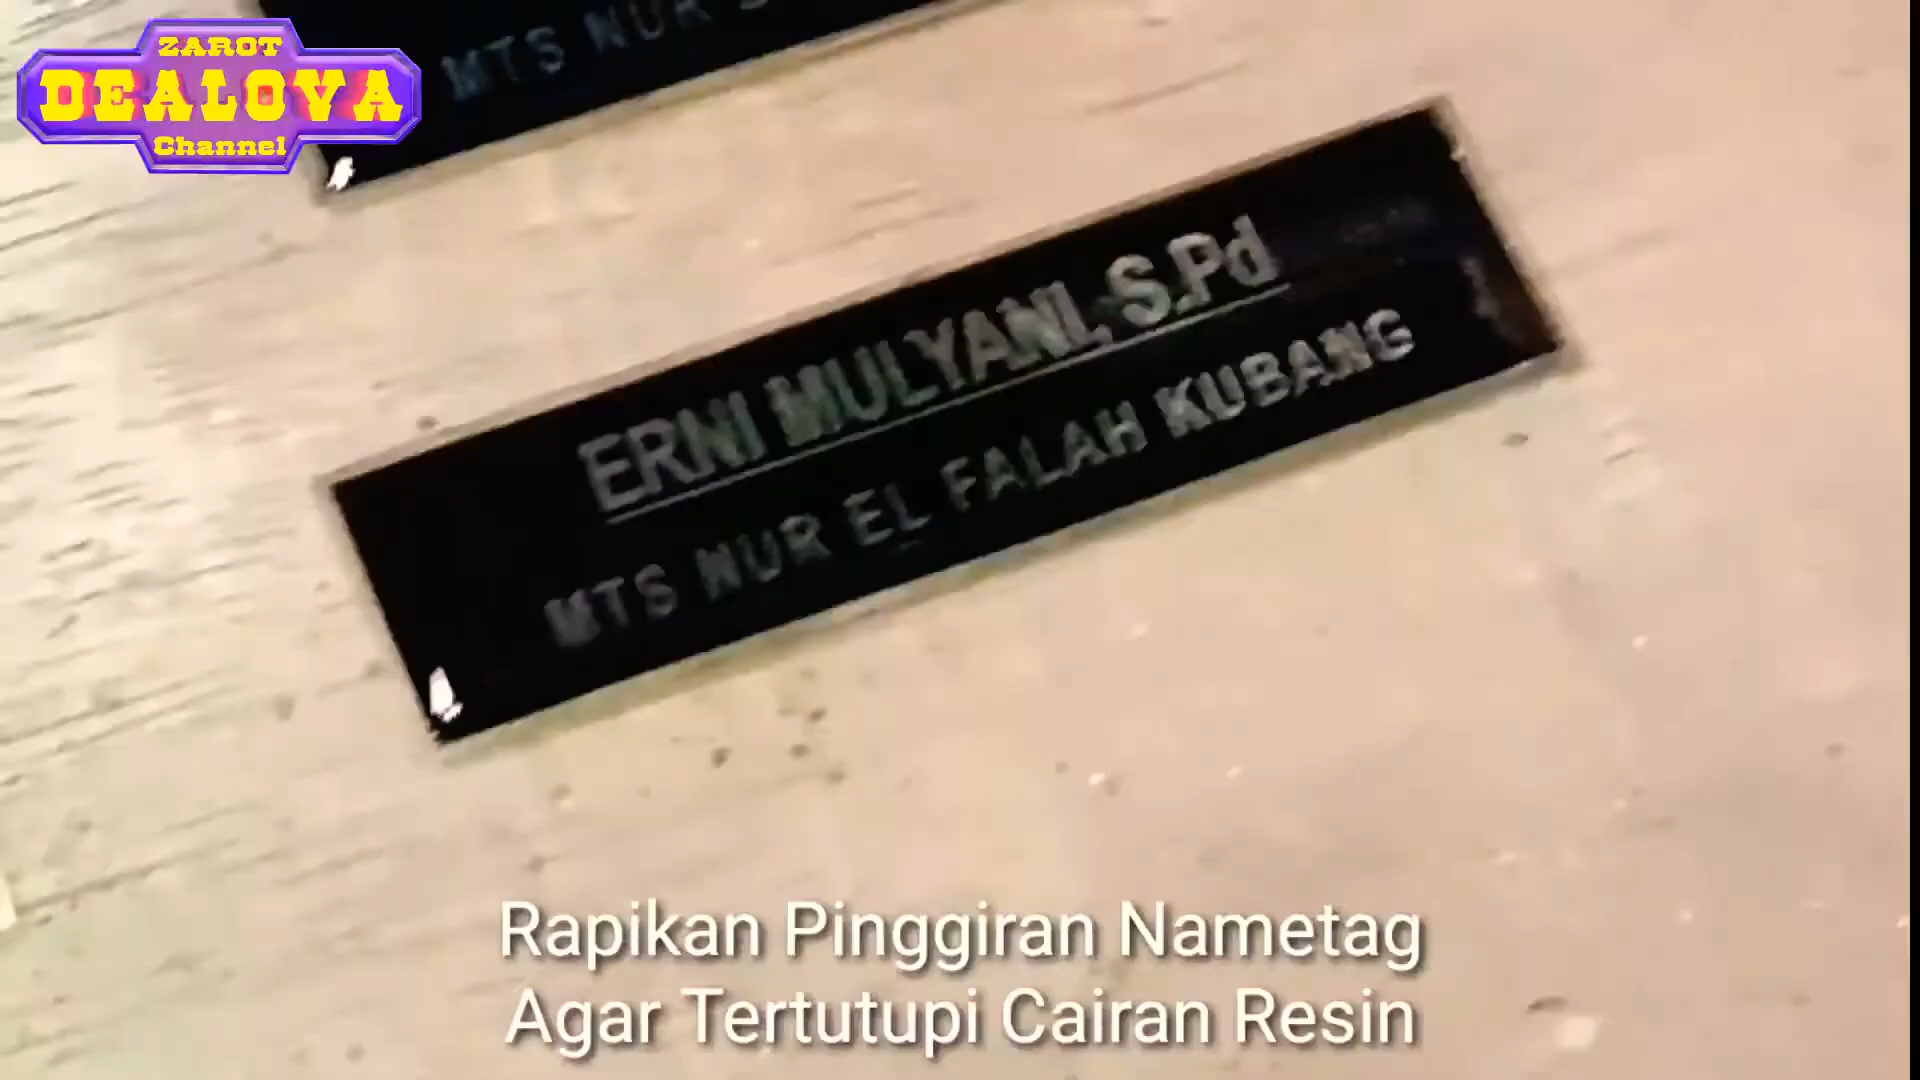 ZAROT
DEALOVA
Channel
MTS NUR
ERNI MULYANI, S.Pd
MTS NUR EL FALAH KUBANG
Rapikan Pinggiran Nametag
Agar Tertutupi Cairan Resin